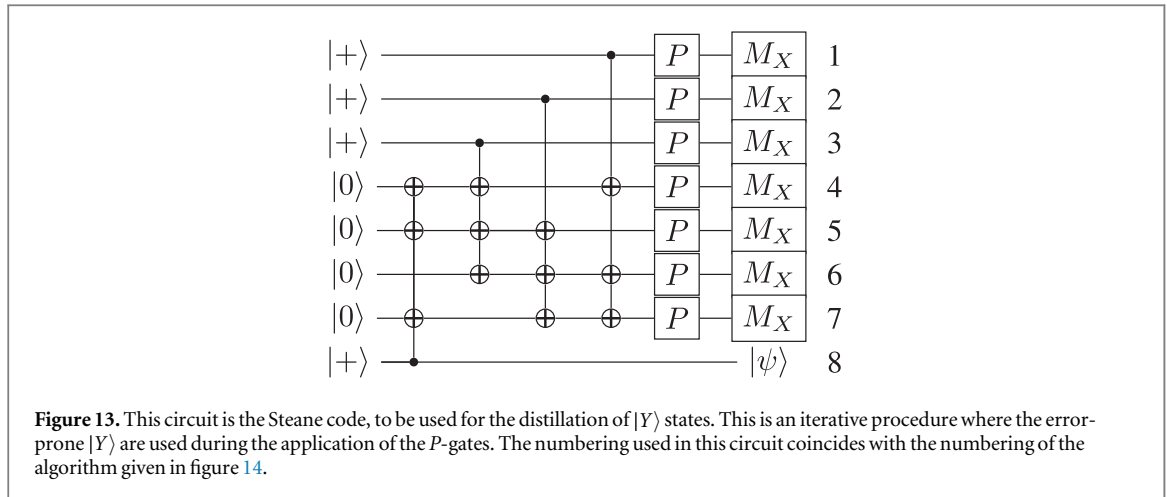 |+⟩ P M_X 1
|+⟩ P M_X 2
|+⟩ P M_X 3
|0⟩ P M_X 4
|0⟩ P M_X 5
|0⟩ P M_X 6
|0⟩ P M_X 7
|+⟩ |ψ⟩ 8
Figure 13. This circuit is the Steane code, to be used for the distillation of |Y⟩ states. This is an iterative procedure where the error-
prone |Y⟩ are used during the application of the P-gates. The numbering used in this circuit coincides with the numbering of the
algorithm given in figure 14.